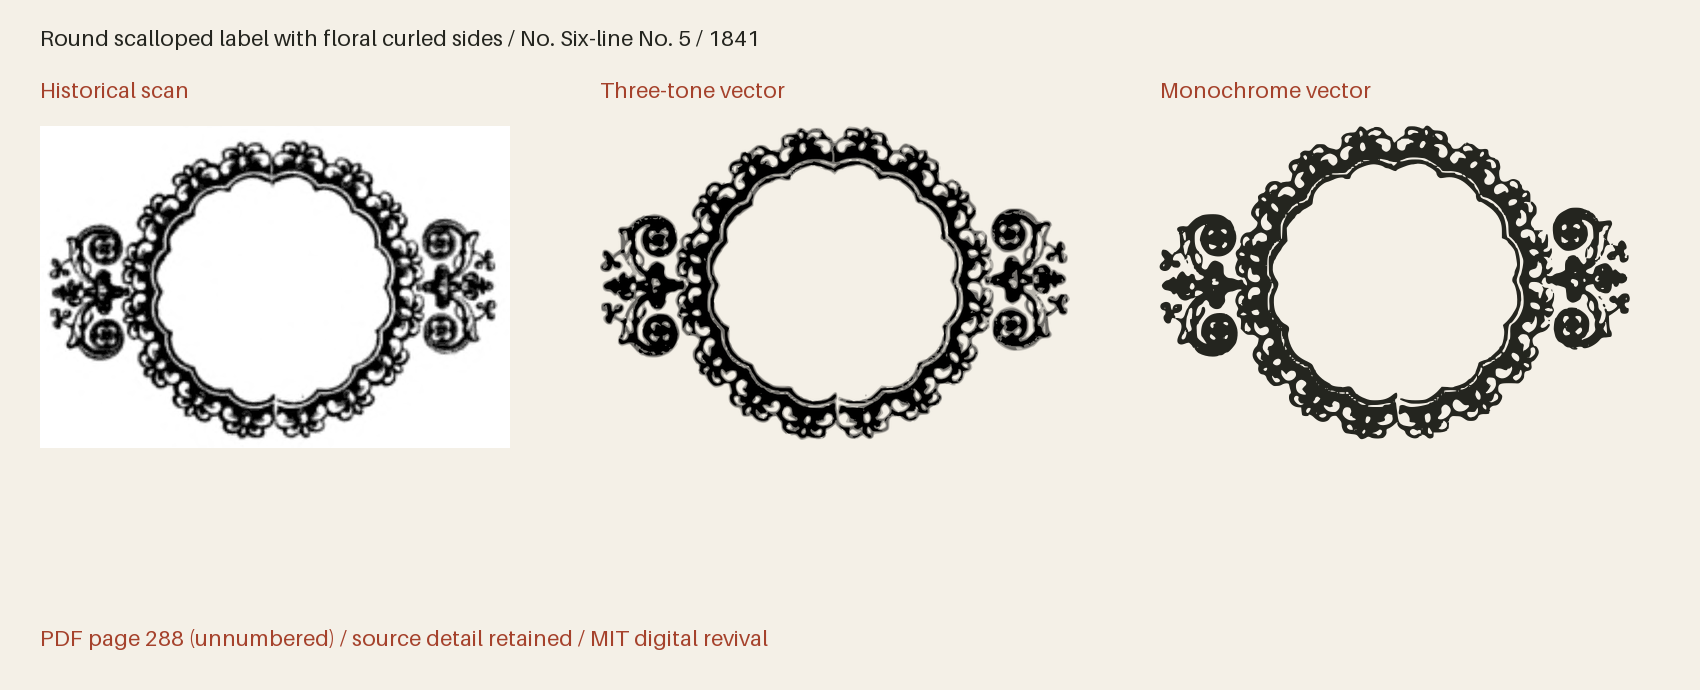 Round scalloped label with floral curled sides / No. Six-line No. 5 / 1841
Historical scan
Three-tone vector
Monochrome vector
PDF page 288 (unnumbered) / source detail retained / MIT digital revival